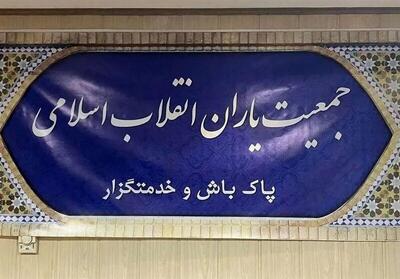 جمعیت یاران انقلاب اسلامی
پاک باش و خدمتگزار